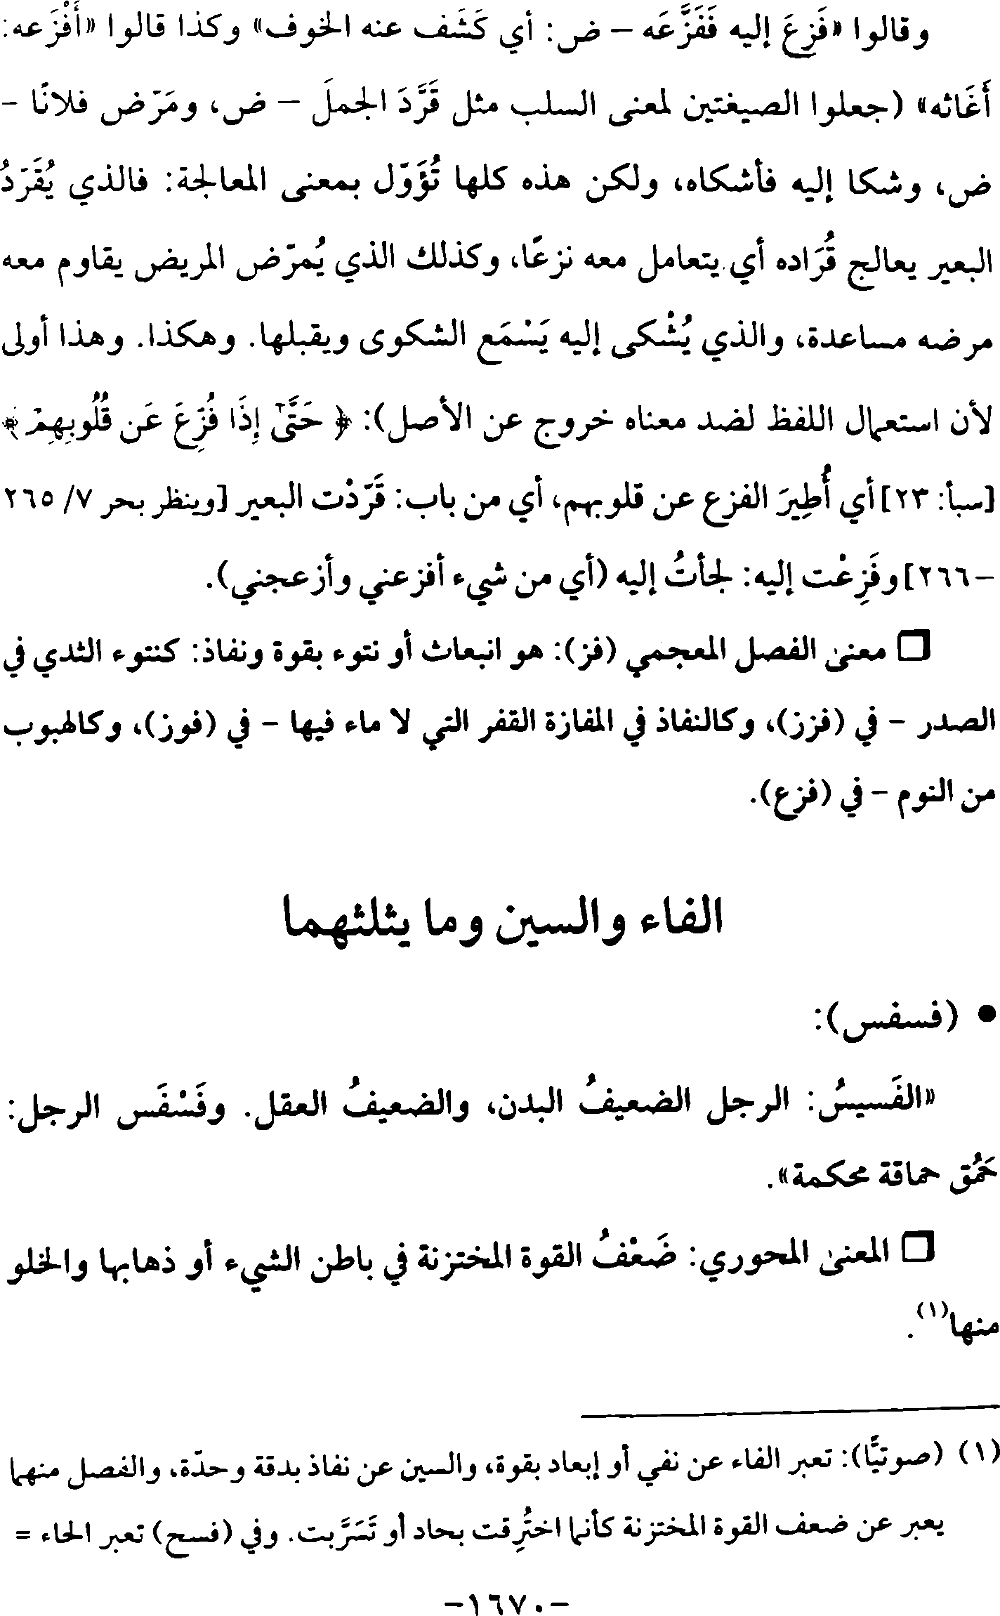 وقالوا «فَزِعَ إليه فَفَزَّعَه – ض: أي كَشَف عنه الخوف» وكذا قالوا «أَفْزَعه:
أَغَاثه» (جعلوا الصيغتين لمعنى السلب مثل قَرَّدَ الجملَ – ض، ومَرّض فلانًا –
ض، وشكا إليه فأشكاه، ولكن هذه كلها تُؤَوّل بمعنى المعالجة: فالذي يُقَرّدُ
البعير يعالج قُرَاده أي يتعامل معه نزعًا، وكذلك الذي يُمرّض المريض يقاوم معه
مرضه مساعدة، والذي يُشْكى إليه يَسْمَع الشكوى ويقبلها. وهكذا. وهذا أولى
لأن استعمال اللفظ لضد معناه خروج عن الأصل): ﴿ حَتَّىٰٓ إِذَا فُزِّعَ عَن قُلُوبِهِمْ ﴾
[سبأ: ٢٣] أي أُطِيرَ الفزع عن قلوبهم، أي من باب: قَرّدْت البعير [وينظر بحر ٧/ ٢٦٥
–٢٦٦] وفَزِعْت إليه: لجأتُ إليه (أي من شيء أفزعني وأزعجني).
❒ معنى الفصل المعجمي (فز): هو انبعاث أو نتوء بقوة ونفاذ: كنتوء الثدي في
الصدر – في (فزز)، وكالنفاذ في المفازة القفر التي لا ماء فيها – في (فوز)، وكالهبوب
من النوم – في (فزع).
الفاء والسين وما يثلثهما
• (فسفس):
«الفَسيسُ: الرجل الضعيفُ البدن، والضعيفُ العقل. وفَسْفَس الرجل:
حَمُق حماقة محكمة».
❒ المعنى المحوري: ضَعْفُ القوة المختزنة في باطن الشيء أو ذهابها والخلو
منها(١).
(١) (صوتيًّا): تعبر الفاء عن نفي أو إبعاد بقوة، والسين عن نفاذ بدقة وحدّة، والفصل منهما
يعبر عن ضعف القوة المختزنة كأنما اختُرِقت بحاد أو تَسَرَّبت. وفي (فسح) تعبر الحاء =
–١٦٧٠–